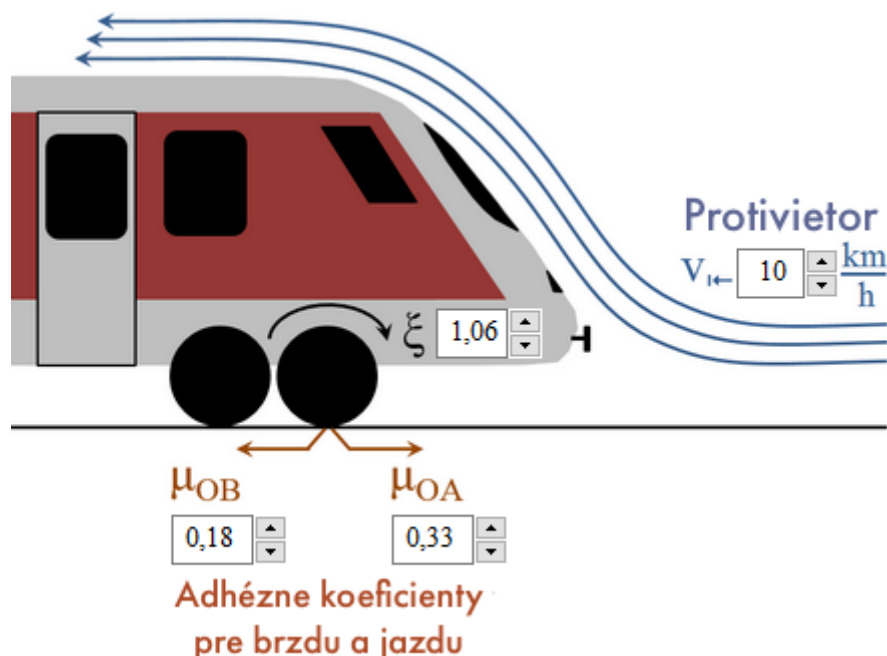 Protivietor
V 10 km/h
ξ 1,06
μOB μOA
0,18 0,33
Adhézne koeficienty
pre brzdu a jazdu